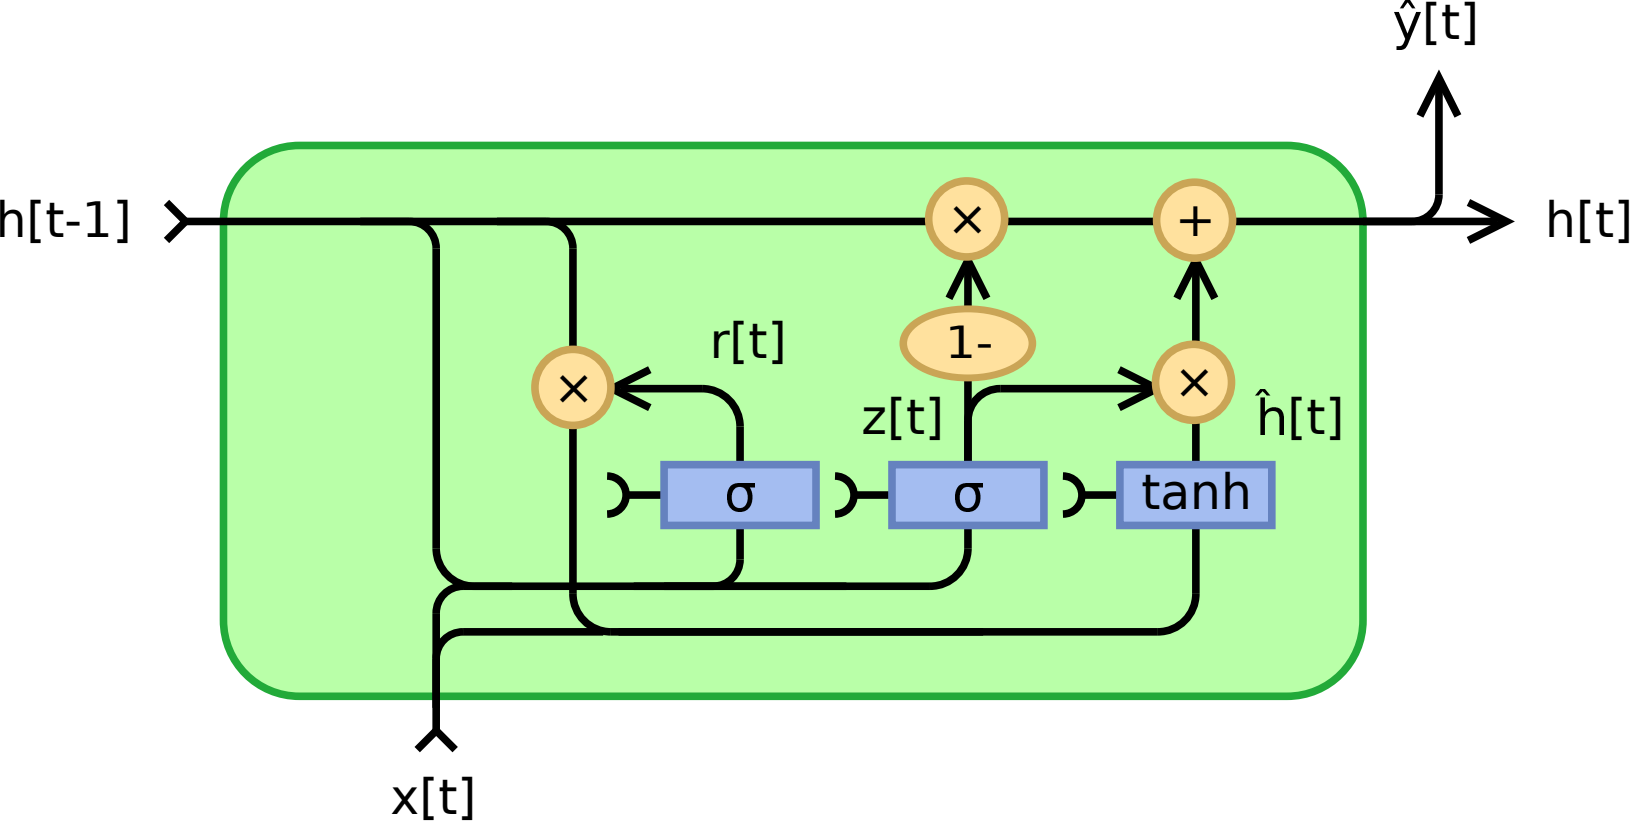 ŷ[t]
h[t-1]
×
+
h[t]
r[t]
1-
×
z[t]
×
ĥ[t]
σ
σ
tanh
x[t]